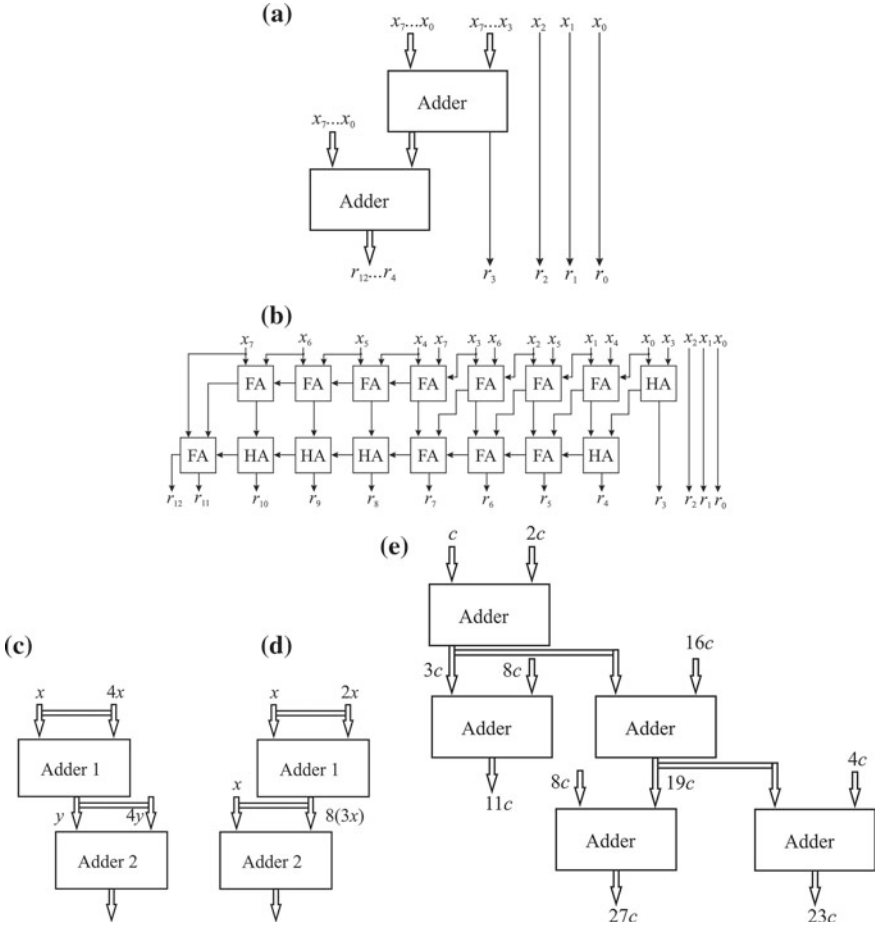 (a)
x₇...x₀ x₇...x₃ x₂ x₁ x₀
Adder
x₇...x₀
Adder
r₁₂...r₄ r₃ r₂ r₁ r₀
(b)
x₇ x₆ x₅ x₄ x₇ x₃ x₆ x₂ x₅ x₁ x₄ x₀ x₃ x₂ x₁ x₀
FA FA FA FA FA FA FA HA
FA HA HA HA FA FA FA HA
r₁₂ r₁₁ r₁₀ r₉ r₈ r₇ r₆ r₅ r₄ r₃ r₂ r₁ r₀
(c)
x 4x
Adder 1
y 4y
Adder 2
(d)
x 2x
Adder 1
x 8(3x)
Adder 2
(e)
c 2c
Adder
3c 8c 16c
Adder Adder
11c 8c 19c 4c
Adder Adder
27c 23c